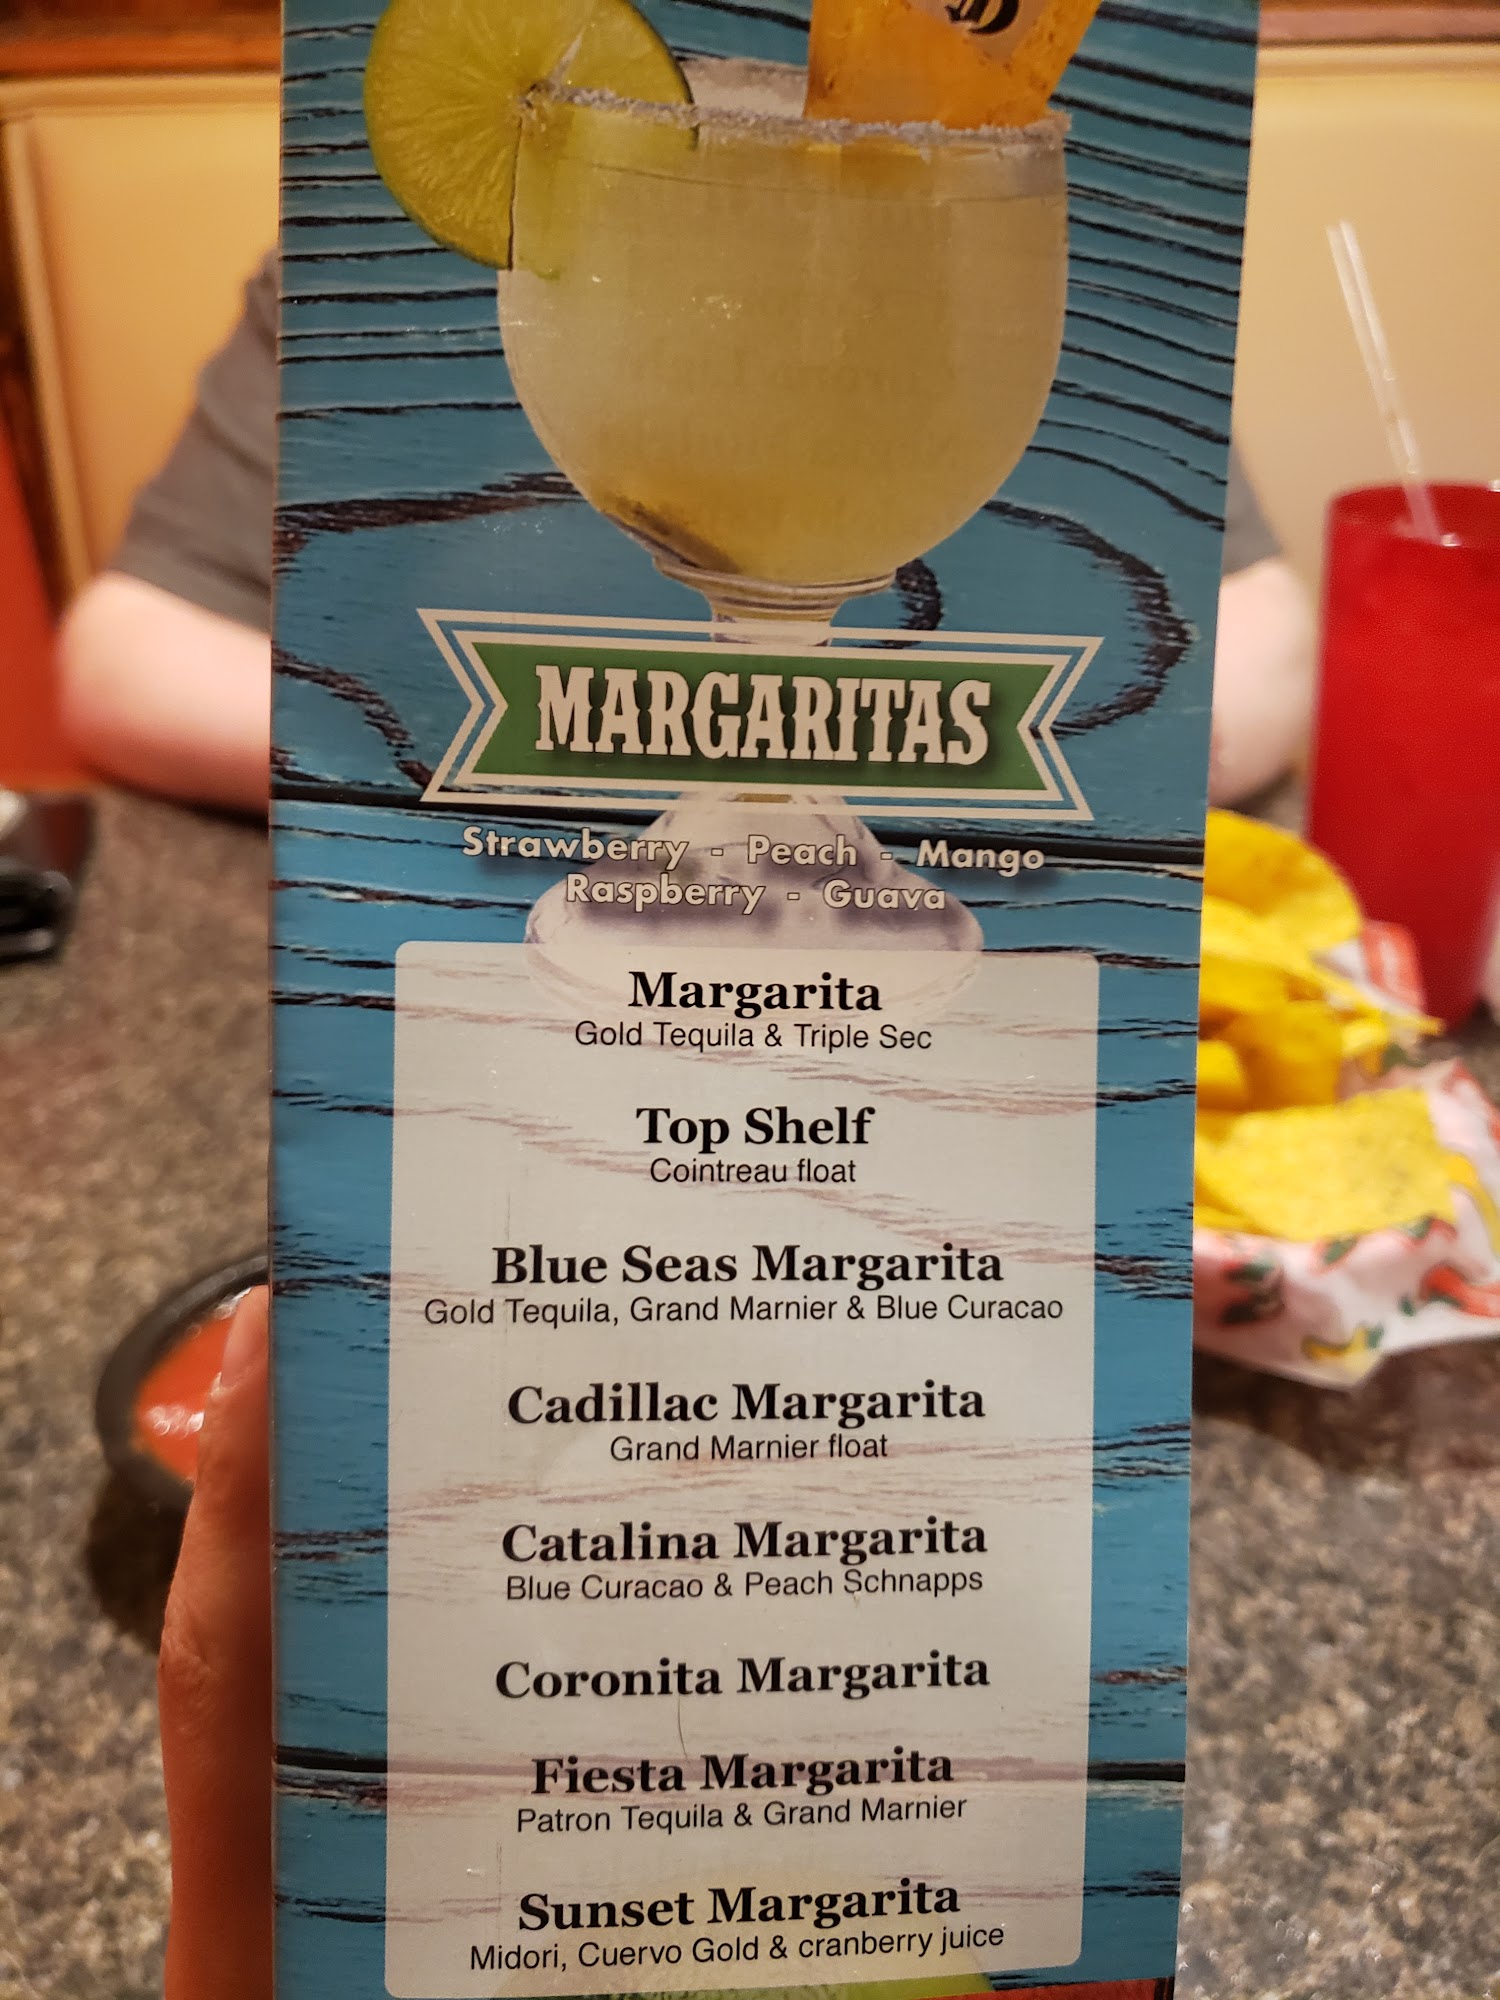 MARGARITAS
Strawberry - Peach - Mango
Raspberry - Guava
Margarita
Gold Tequila & Triple Sec
Top Shelf
Cointreau float
Blue Seas Margarita
Gold Tequila, Grand Marnier & Blue Curacao
Cadillac Margarita
Grand Marnier float
Catalina Margarita
Blue Curacao & Peach Schnapps
Coronita Margarita
Fiesta Margarita
Patron Tequila & Grand Marnier
Sunset Margarita
Midori, Cuervo Gold & cranberry juice